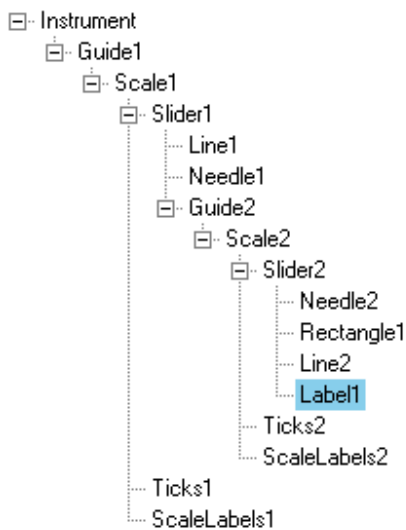 Instrument
Guide1
Scale1
Slider1
Line1
Needle1
Guide2
Scale2
Slider2
Needle2
Rectangle1
Line2
Label1
Ticks2
ScaleLabels2
Ticks1
ScaleLabels1